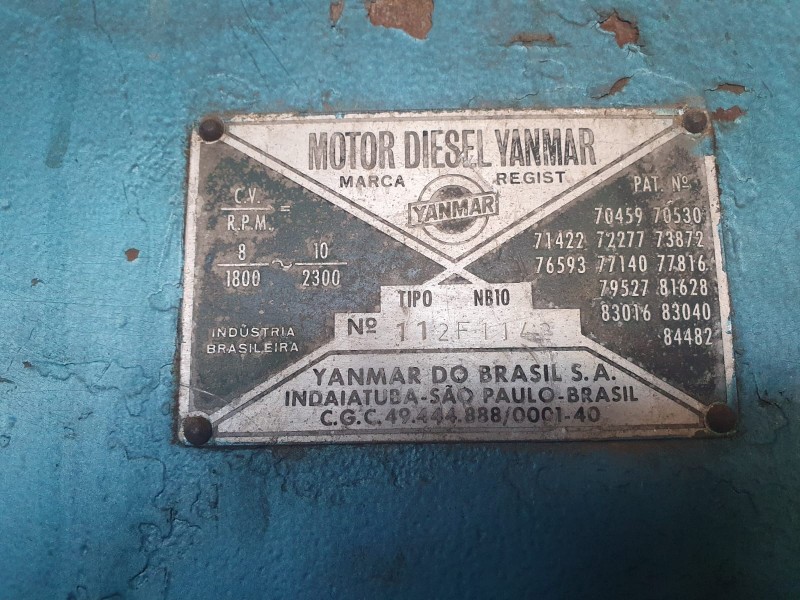 MOTOR DIESEL YANMAR
MARCA REGIST
YANMAR
C.V. =
R.P.M.
8 ~ 10
1800 2300
PAT. Nº
70459 70530
71422 72277 73872
76593 77140 77816
79527 81628
83016 83040
84482
TIPO NB10
Nº
INDÚSTRIA
BRASILEIRA
YANMAR DO BRASIL S.A.
INDAIATUBA-SÃO PAULO-BRASIL
C.G.C. 49.444.888/0001-40